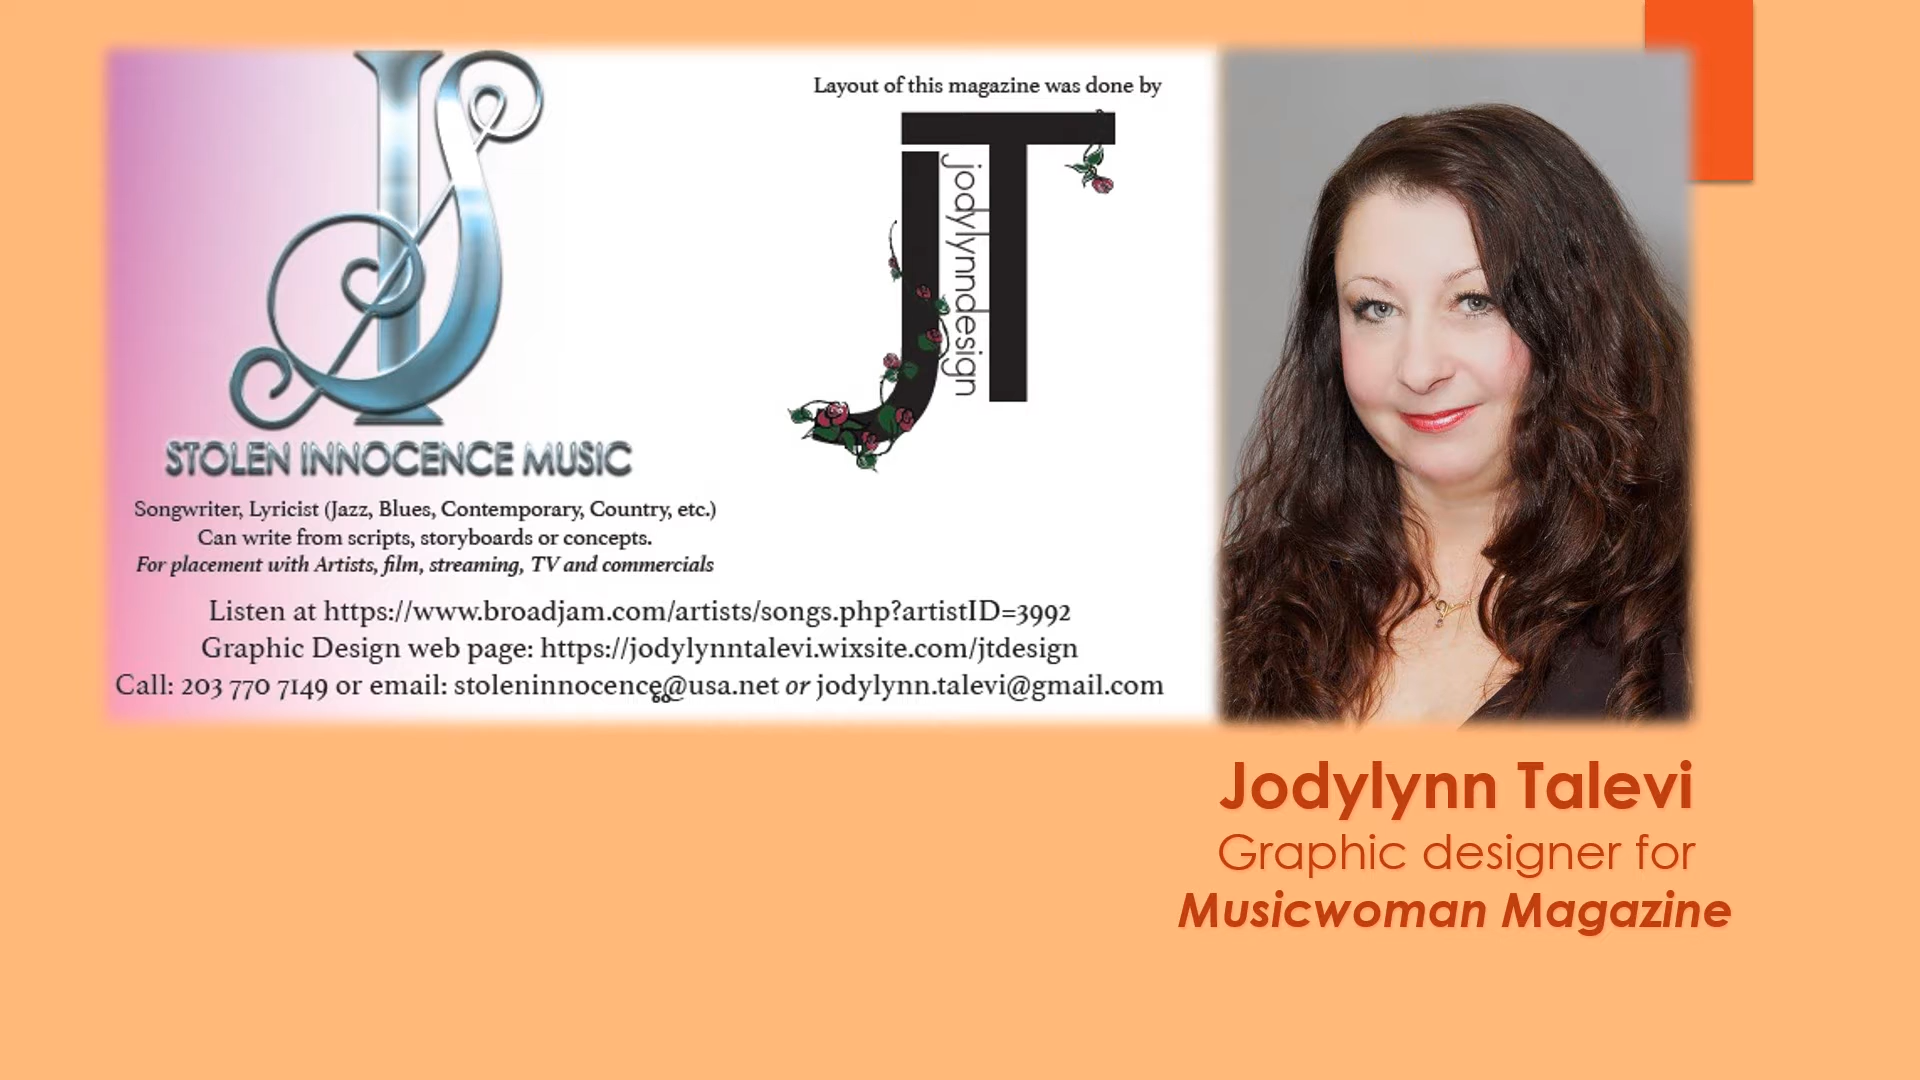 Layout of this magazine was done by
JT
jodylynndesign
IS
STOLEN INNOCENCE MUSIC
Songwriter, Lyricist (Jazz, Blues, Contemporary, Country, etc.)
Can write from scripts, storyboards or concepts.
For placement with Artists, film, streaming, TV and commercials
Listen at https://www.broadjam.com/artists/songs.php?artistID=3992
Graphic Design web page: https://jodylynntalevi.wixsite.com/jtdesign
Call: 203 770 7149 or email: stoleninnocence@usa.net or jodylynn.talevi@gmail.com
60
Jodylynn Talevi
Graphic designer for
Musicwoman Magazine